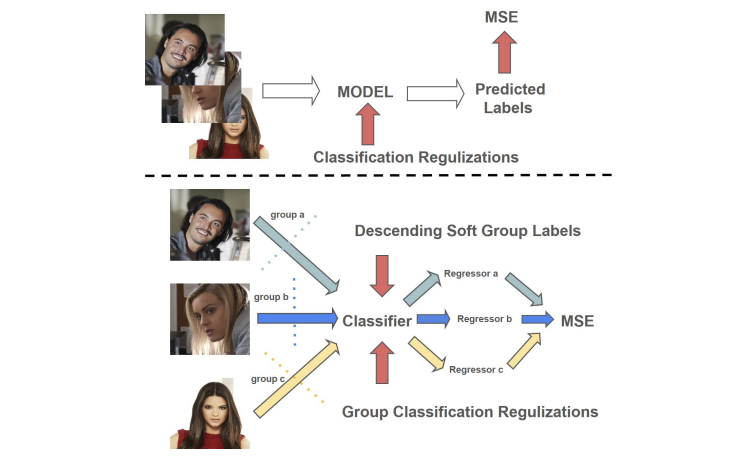 MSE
MODEL
Predicted
Labels
Classification Regulizations
group a
Descending Soft Group Labels
Regressor a
group b
Classifier
Regressor b
MSE
group c
Regressor c
Group Classification Regulizations